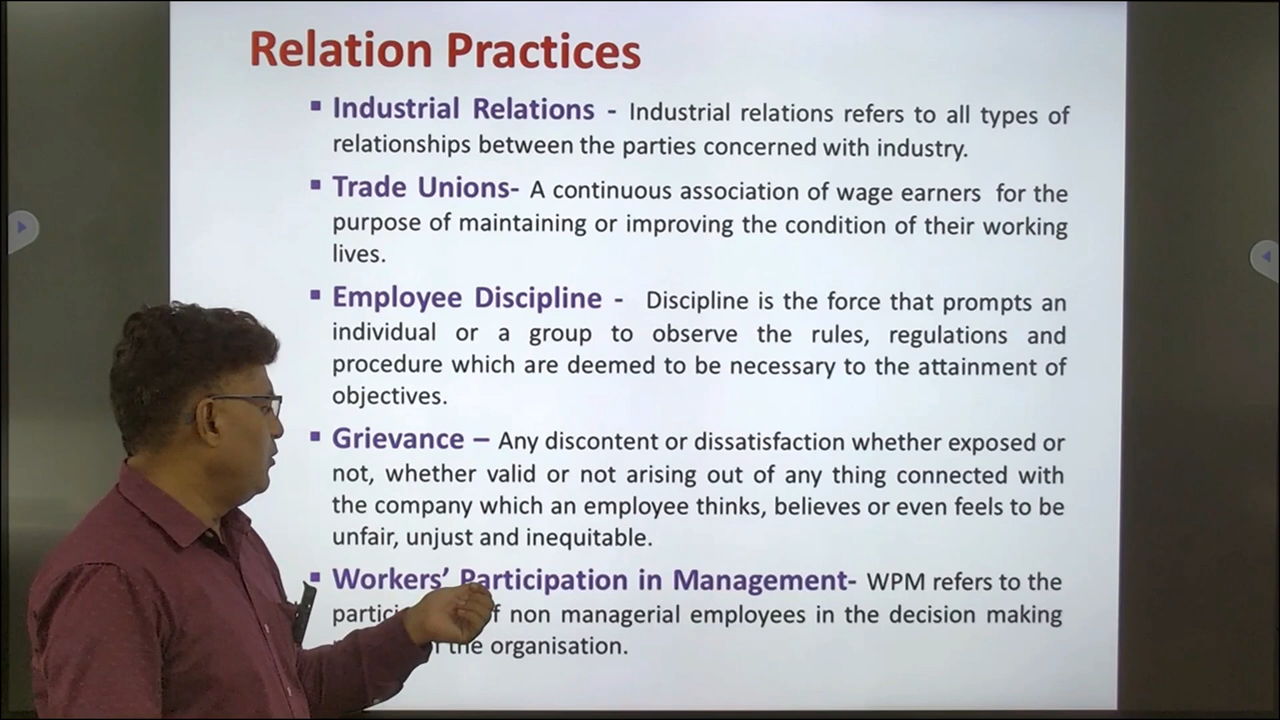 Relation Practices
▪ Industrial Relations - Industrial relations refers to all types of
relationships between the parties concerned with industry.
▪ Trade Unions- A continuous association of wage earners for the
purpose of maintaining or improving the condition of their working
lives.
▪ Employee Discipline - Discipline is the force that prompts an
individual or a group to observe the rules, regulations and
procedure which are deemed to be necessary to the attainment of
objectives.
▪ Grievance – Any discontent or dissatisfaction whether exposed or
not, whether valid or not arising out of any thing connected with
the company which an employee thinks, believes or even feels to be
unfair, unjust and inequitable.
▪ Workers' Participation in Management- WPM refers to the
non managerial employees in the decision making
the organisation.